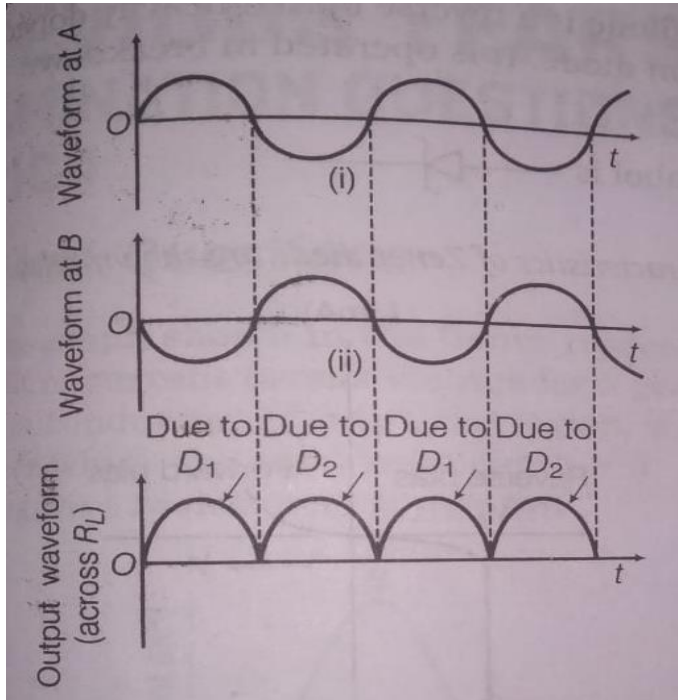 Waveform at A
O
t
(i)
Waveform at B
O
t
(ii)
Due to Due to Due to Due to
D1 D2 D1 D2
Output waveform
(across RL)
O
t